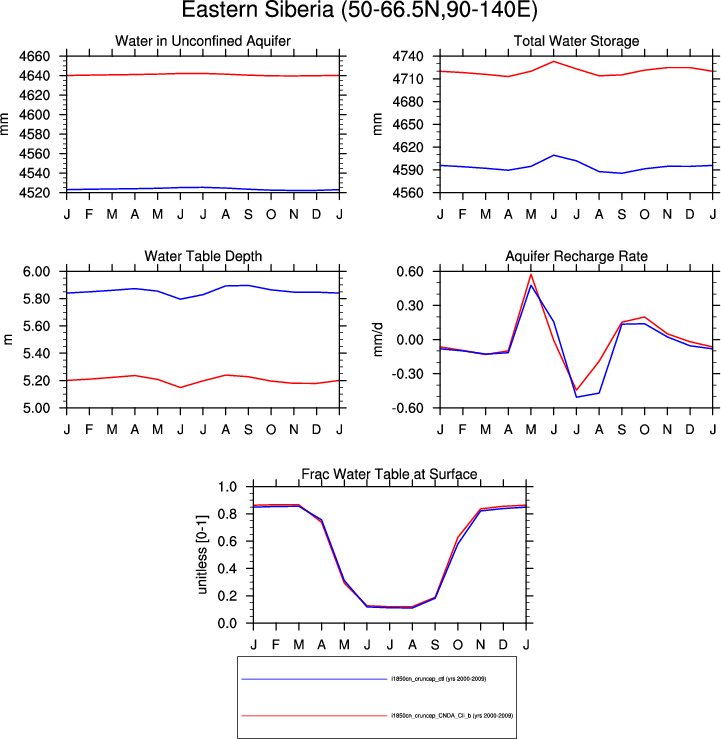 Eastern Siberia (50-66.5N,90-140E)
Water in Unconfined Aquifer
4660
4640
4620
4600
4580
4560
4540
4520
mm
J F M A M J J A S O N D J
Total Water Storage
4740
4710
4680
4650
4620
4590
4560
mm
J F M A M J J A S O N D J
Water Table Depth
6.00
5.80
5.60
5.40
5.20
5.00
m
J F M A M J J A S O N D J
Aquifer Recharge Rate
0.60
0.30
0.00
-0.30
-0.60
mm/d
J F M A M J J A S O N D J
Frac Water Table at Surface
1.0
0.8
0.6
0.4
0.2
0.0
unitless [0-1]
J F M A M J J A S O N D J
i1850cn_cruncep_ctl (yrs 2000-2009)
i1850cn_cruncep_CNDA_Cli_b (yrs 2000-2009)